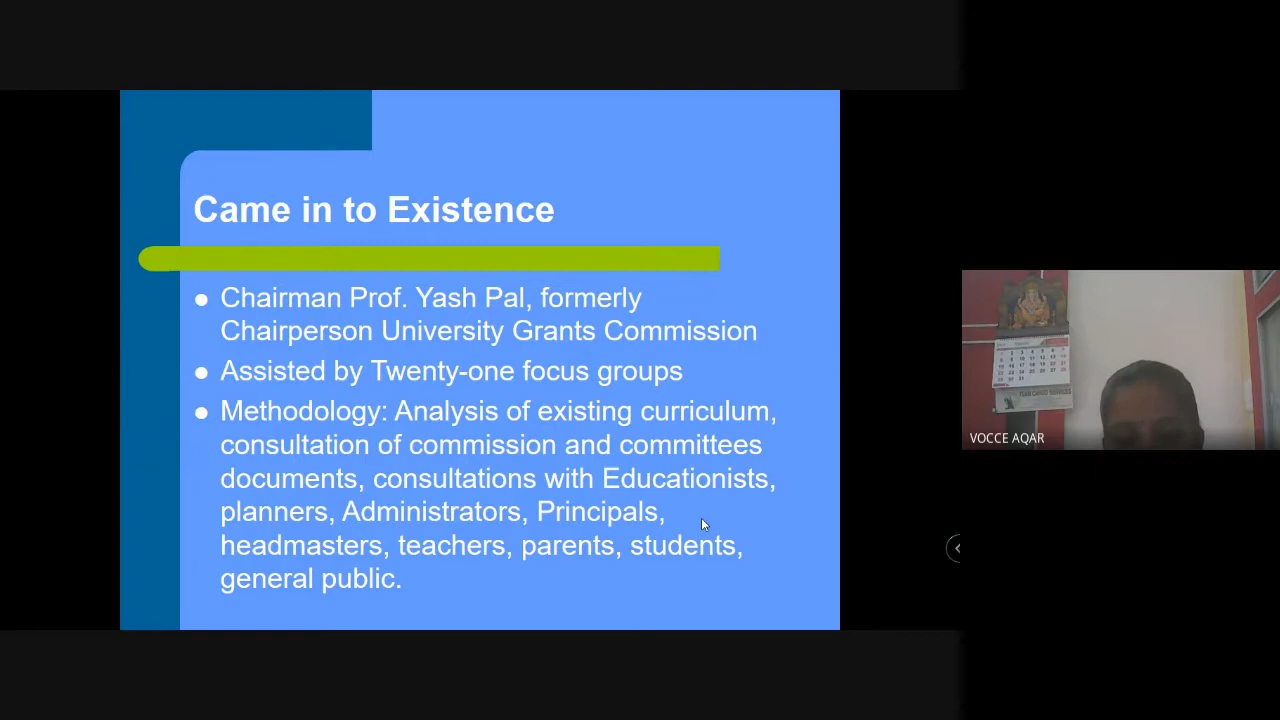 Came in to Existence
Chairman Prof. Yash Pal, formerly
Chairperson University Grants Commission
Assisted by Twenty-one focus groups
Methodology: Analysis of existing curriculum,
consultation of commission and committees
documents, consultations with Educationists,
planners, Administrators, Principals,
headmasters, teachers, parents, students,
general public.
VOCCE AQAR